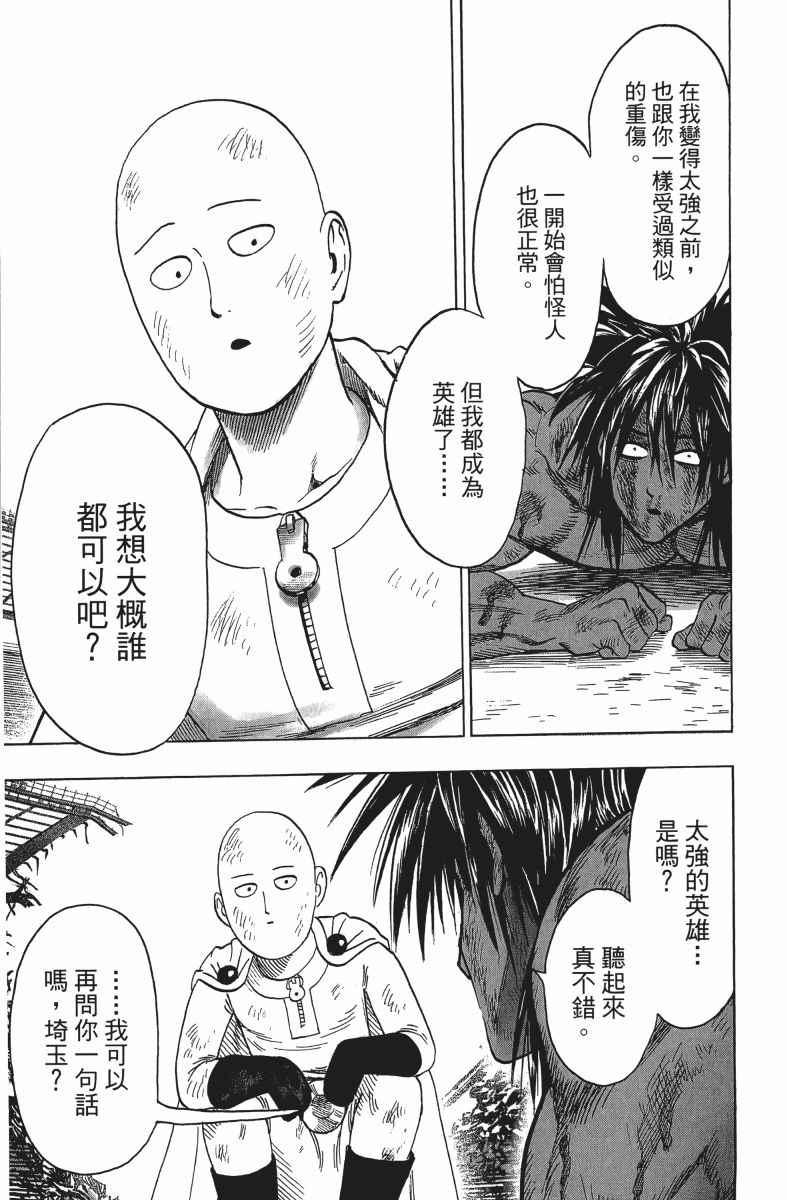 在我變得太強之前，
也跟你一樣受過類似
的重傷。
一開始會怕怪人
也很正常。
但我都成為
英雄了……
我想大概誰
都可以吧？
太強的英雄…
是嗎？
聽起來
真不錯。
……我可以
再問你一句話
嗎，埼玉？